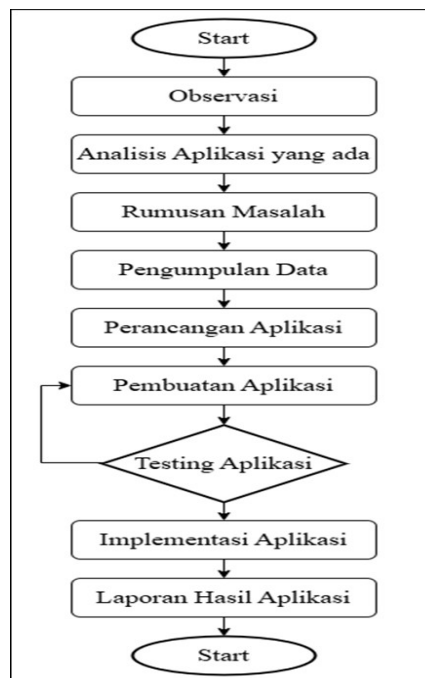 Start
Observasi
Analisis Aplikasi yang ada
Rumusan Masalah
Pengumpulan Data
Perancangan Aplikasi
Pembuatan Aplikasi
Testing Aplikasi
Implementasi Aplikasi
Laporan Hasil Aplikasi
Start